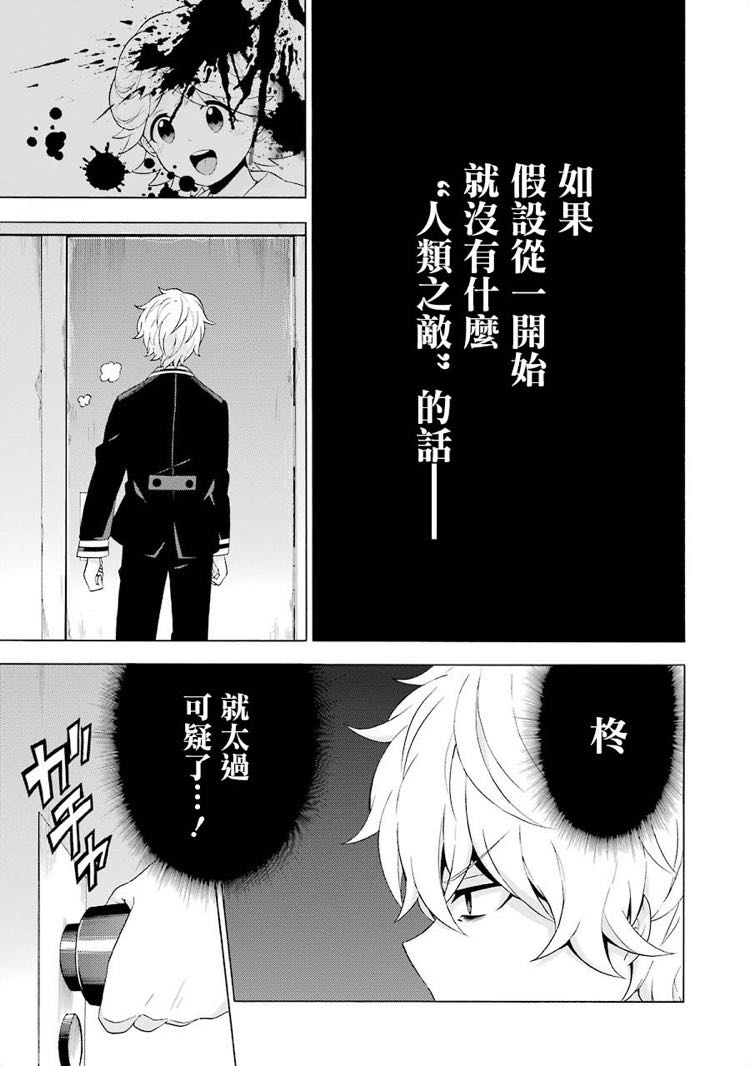 如果
假設從一開始
就沒有什麼
“人類之敵”的話——
柊
就太過
可疑了…！
ガチャ